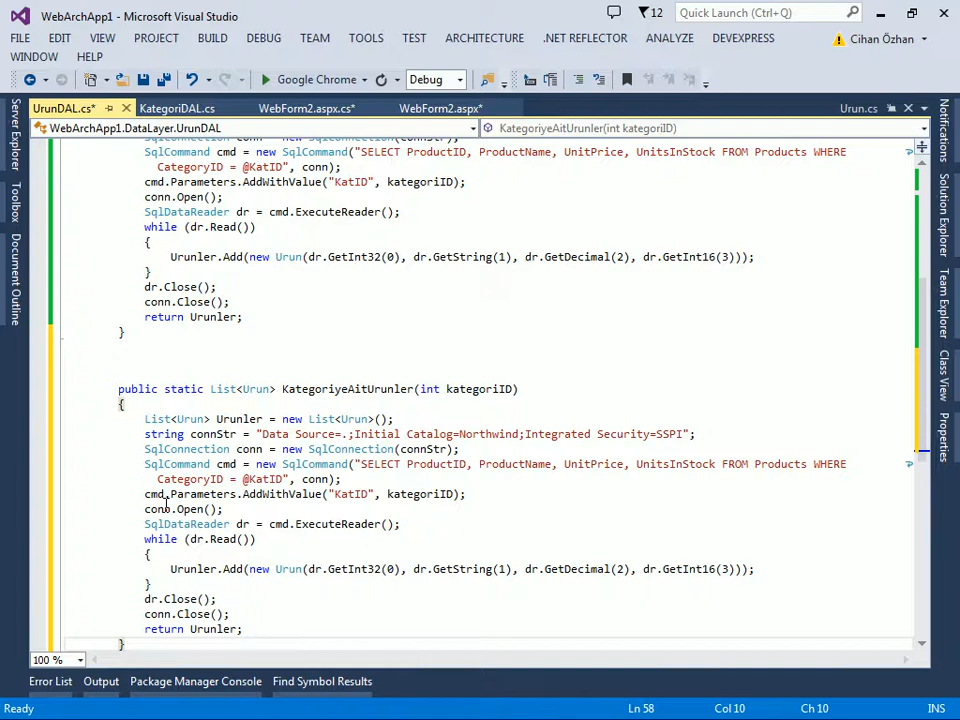 WebArchApp1 - Microsoft Visual Studio
12
Quick Launch (Ctrl+Q)
FILE EDIT VIEW PROJECT BUILD DEBUG TEAM TOOLS TEST ARCHITECTURE .NET REFLECTOR ANALYZE DEVEXPRESS
Cihan Özhan
WINDOW HELP
Google Chrome
Debug
UrunDAL.cs*
KategoriDAL.cs
WebForm2.aspx.cs*
WebForm2.aspx*
Urun.cs
WebArchApp1.DataLayer.UrunDAL
KategoriyeAitUrunler(int kategoriID)
Server Explorer
Toolbox
Document Outline
SqlConnection conn = new SqlConnection(connStr);
SqlCommand cmd = new SqlCommand("SELECT ProductID, ProductName, UnitPrice, UnitsInStock FROM Products WHERE
CategoryID = @KatID", conn);
cmd.Parameters.AddWithValue("KatID", kategoriID);
conn.Open();
SqlDataReader dr = cmd.ExecuteReader();
while (dr.Read())
{
Urunler.Add(new Urun(dr.GetInt32(0), dr.GetString(1), dr.GetDecimal(2), dr.GetInt16(3)));
}
dr.Close();
conn.Close();
return Urunler;
}
public static List<Urun> KategoriyeAitUrunler(int kategoriID)
{
List<Urun> Urunler = new List<Urun>();
string connStr = "Data Source=.;Initial Catalog=Northwind;Integrated Security=SSPI";
SqlConnection conn = new SqlConnection(connStr);
SqlCommand cmd = new SqlCommand("SELECT ProductID, ProductName, UnitPrice, UnitsInStock FROM Products WHERE
CategoryID = @KatID", conn);
cmd.Parameters.AddWithValue("KatID", kategoriID);
conn.Open();
SqlDataReader dr = cmd.ExecuteReader();
while (dr.Read())
{
Urunler.Add(new Urun(dr.GetInt32(0), dr.GetString(1), dr.GetDecimal(2), dr.GetInt16(3)));
}
dr.Close();
conn.Close();
return Urunler;
}
Notifications
Solution Explorer
Team Explorer
Class View
Properties
100 %
Error List
Output
Package Manager Console
Find Symbol Results
Ready
Ln 58
Col 10
Ch 10
INS